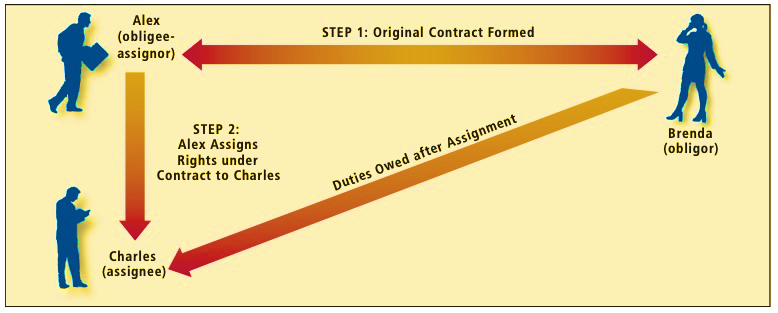 Alex
(obligee-
assignor)
STEP 1: Original Contract Formed
Brenda
(obligor)
STEP 2:
Alex Assigns
Rights under
Contract to Charles
Duties Owed after Assignment
Charles
(assignee)